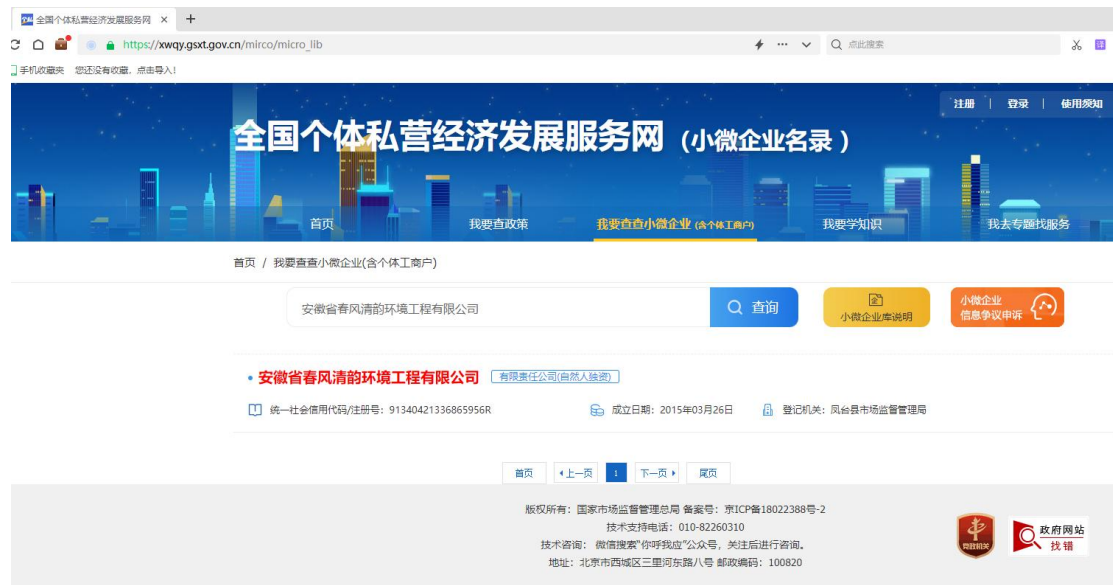 全国个体私营经济发展服务网 × +
https://xwqy.gsxt.gov.cn/mirco/micro_lib 点此搜索
手机收藏夹 您还没有收藏，点击导入!
注册 | 登录 | 使用须知
全国个体私营经济发展服务网 (小微企业名录 )
首页 我要查政策 我要查查小微企业 (含个体工商户) 我要学知识 我去专题找服务
首页 / 我要查查小微企业(含个体工商户)
安徽省春风清韵环境工程有限公司 查询 小微企业库说明 小微企业
信息争议申诉
• 安徽省春风清韵环境工程有限公司 有限责任公司(自然人独资)
统一社会信用代码/注册号：91340421336865956R 成立日期：2015年03月26日 登记机关：凤台县市场监督管理局
首页 上一页 1 下一页 尾页
版权所有：国家市场监督管理总局 备案号：京ICP备18022388号-2
技术支持电话：010-82260310
技术咨询： 微信搜索“你呼我应”公众号，关注后进行咨询。
地址：北京市西城区三里河东路八号 邮政编码：100820
党政机关
政府网站
找错